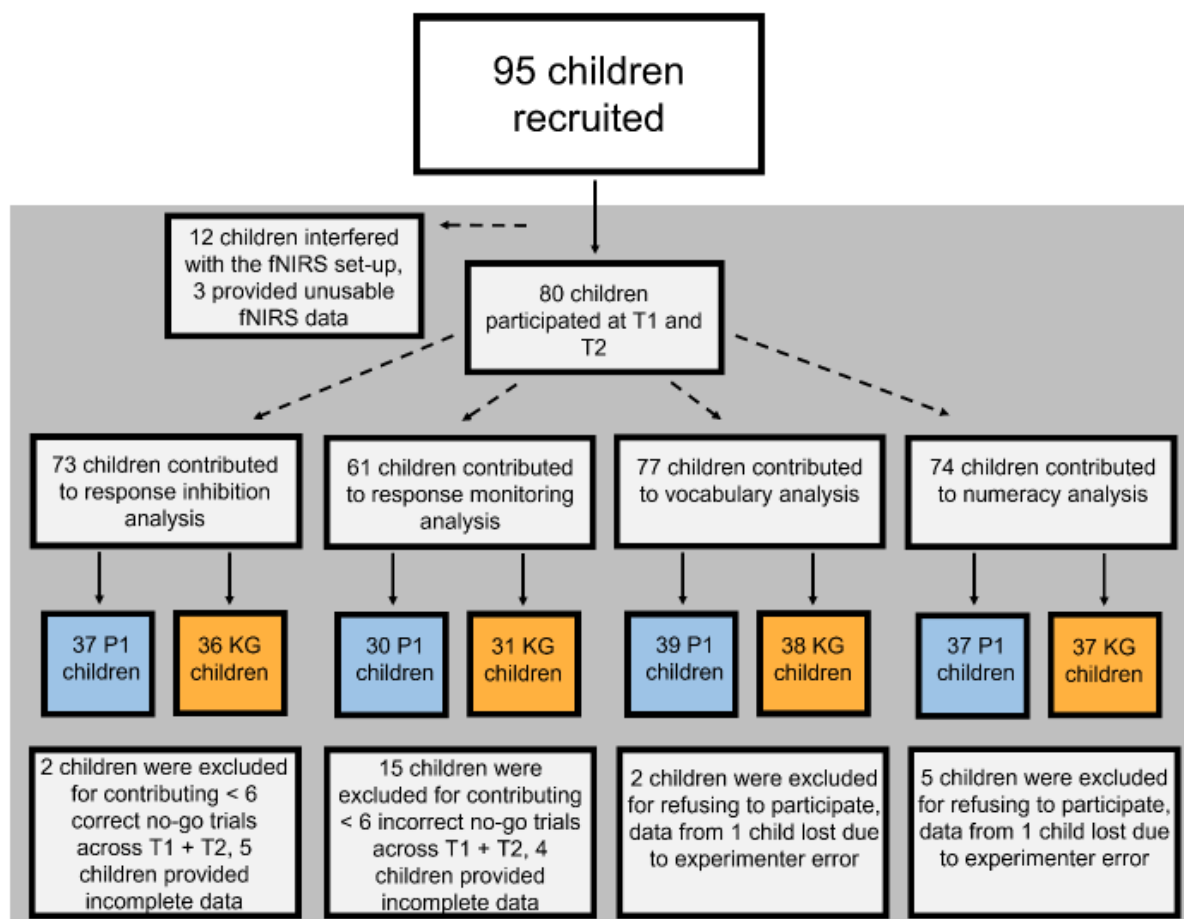 95 children
recruited
12 children interfered
with the fNIRS set-up,
3 provided unusable
fNIRS data
80 children
participated at T1 and
T2
73 children contributed
to response inhibition
analysis
61 children contributed
to response monitoring
analysis
77 children contributed
to vocabulary analysis
74 children contributed
to numeracy analysis
37 P1
children
36 KG
children
30 P1
children
31 KG
children
39 P1
children
38 KG
children
37 P1
children
37 KG
children
2 children were excluded
for contributing < 6
correct no-go trials
across T1 + T2, 5
children provided
incomplete data
15 children were
excluded for contributing
< 6 incorrect no-go trials
across T1 + T2, 4
children provided
incomplete data
2 children were excluded
for refusing to participate,
data from 1 child lost due
to experimenter error
5 children were excluded
for refusing to participate,
data from 1 child lost due
to experimenter error